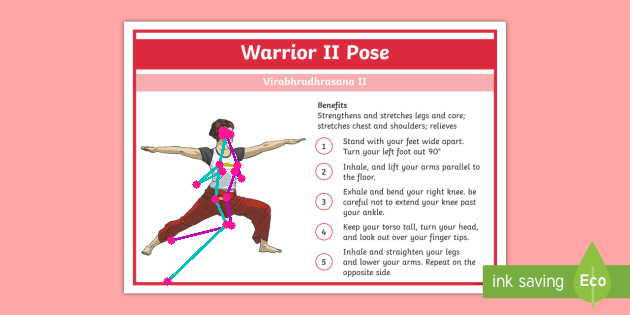 Warrior II Pose
Virabhradhrasana II
Benefits
Strengthens and stretches legs and core;
stretches chest and shoulders; relieves
1 Stand with your feet wide apart.
Turn your left foot out 90°
2 Inhale, and lift your arms parallel to
the floor.
3 Exhale and bend your right knee. be
careful not to extend your knee past
your ankle.
4 Keep your torso tall, turn your head,
and look out over your finger tips.
5 Inhale and straighten your legs
and lower your arms. Repeat on the
opposite side
ink saving Eco